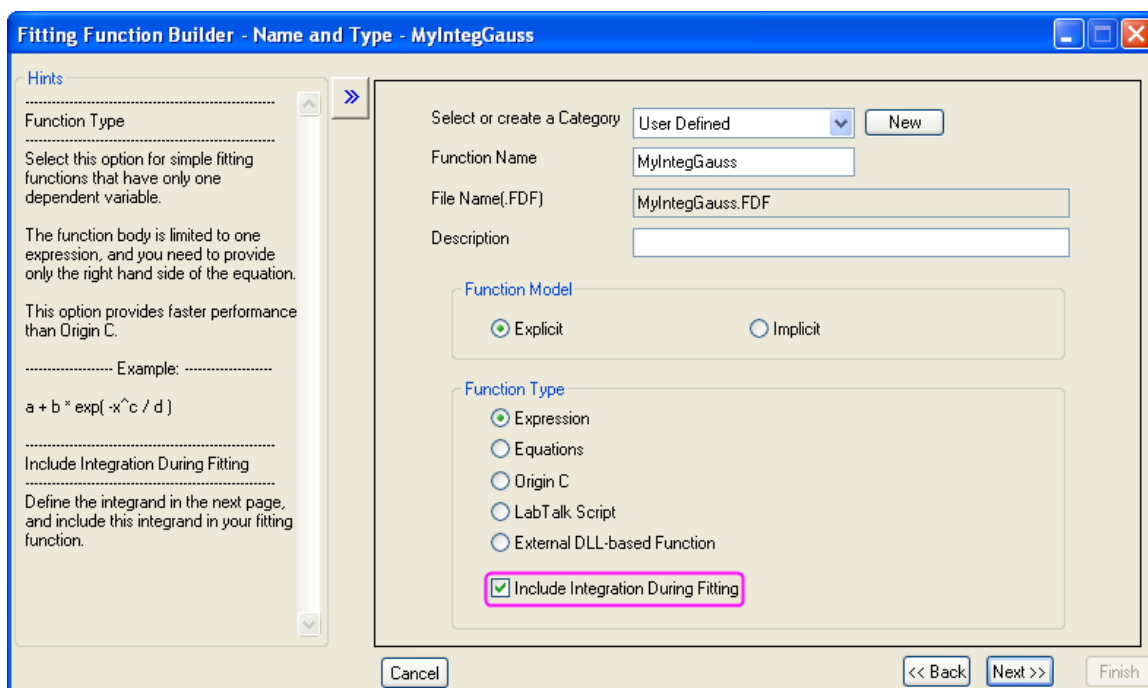 Fitting Function Builder - Name and Type - MyIntegGauss
Hints
--------------------------------------------------------
Function Type
--------------------------------------------------------
Select this option for simple fitting
functions that have only one
dependent variable.
The function body is limited to one
expression, and you need to provide
only the right hand side of the equation.
This option provides faster performance
than Origin C.
-------------------- Example: --------------------
a + b * exp( -x^c / d )
--------------------------------------------------------
Include Integration During Fitting
--------------------------------------------------------
Define the integrand in the next page,
and include this integrand in your fitting
function.
Select or create a Category User Defined New
Function Name MyIntegGauss
File Name(.FDF) MyIntegGauss.FDF
Description
Function Model
Explicit Implicit
Function Type
Expression
Equations
Origin C
LabTalk Script
External DLL-based Function
Include Integration During Fitting
Cancel << Back Next >> Finish